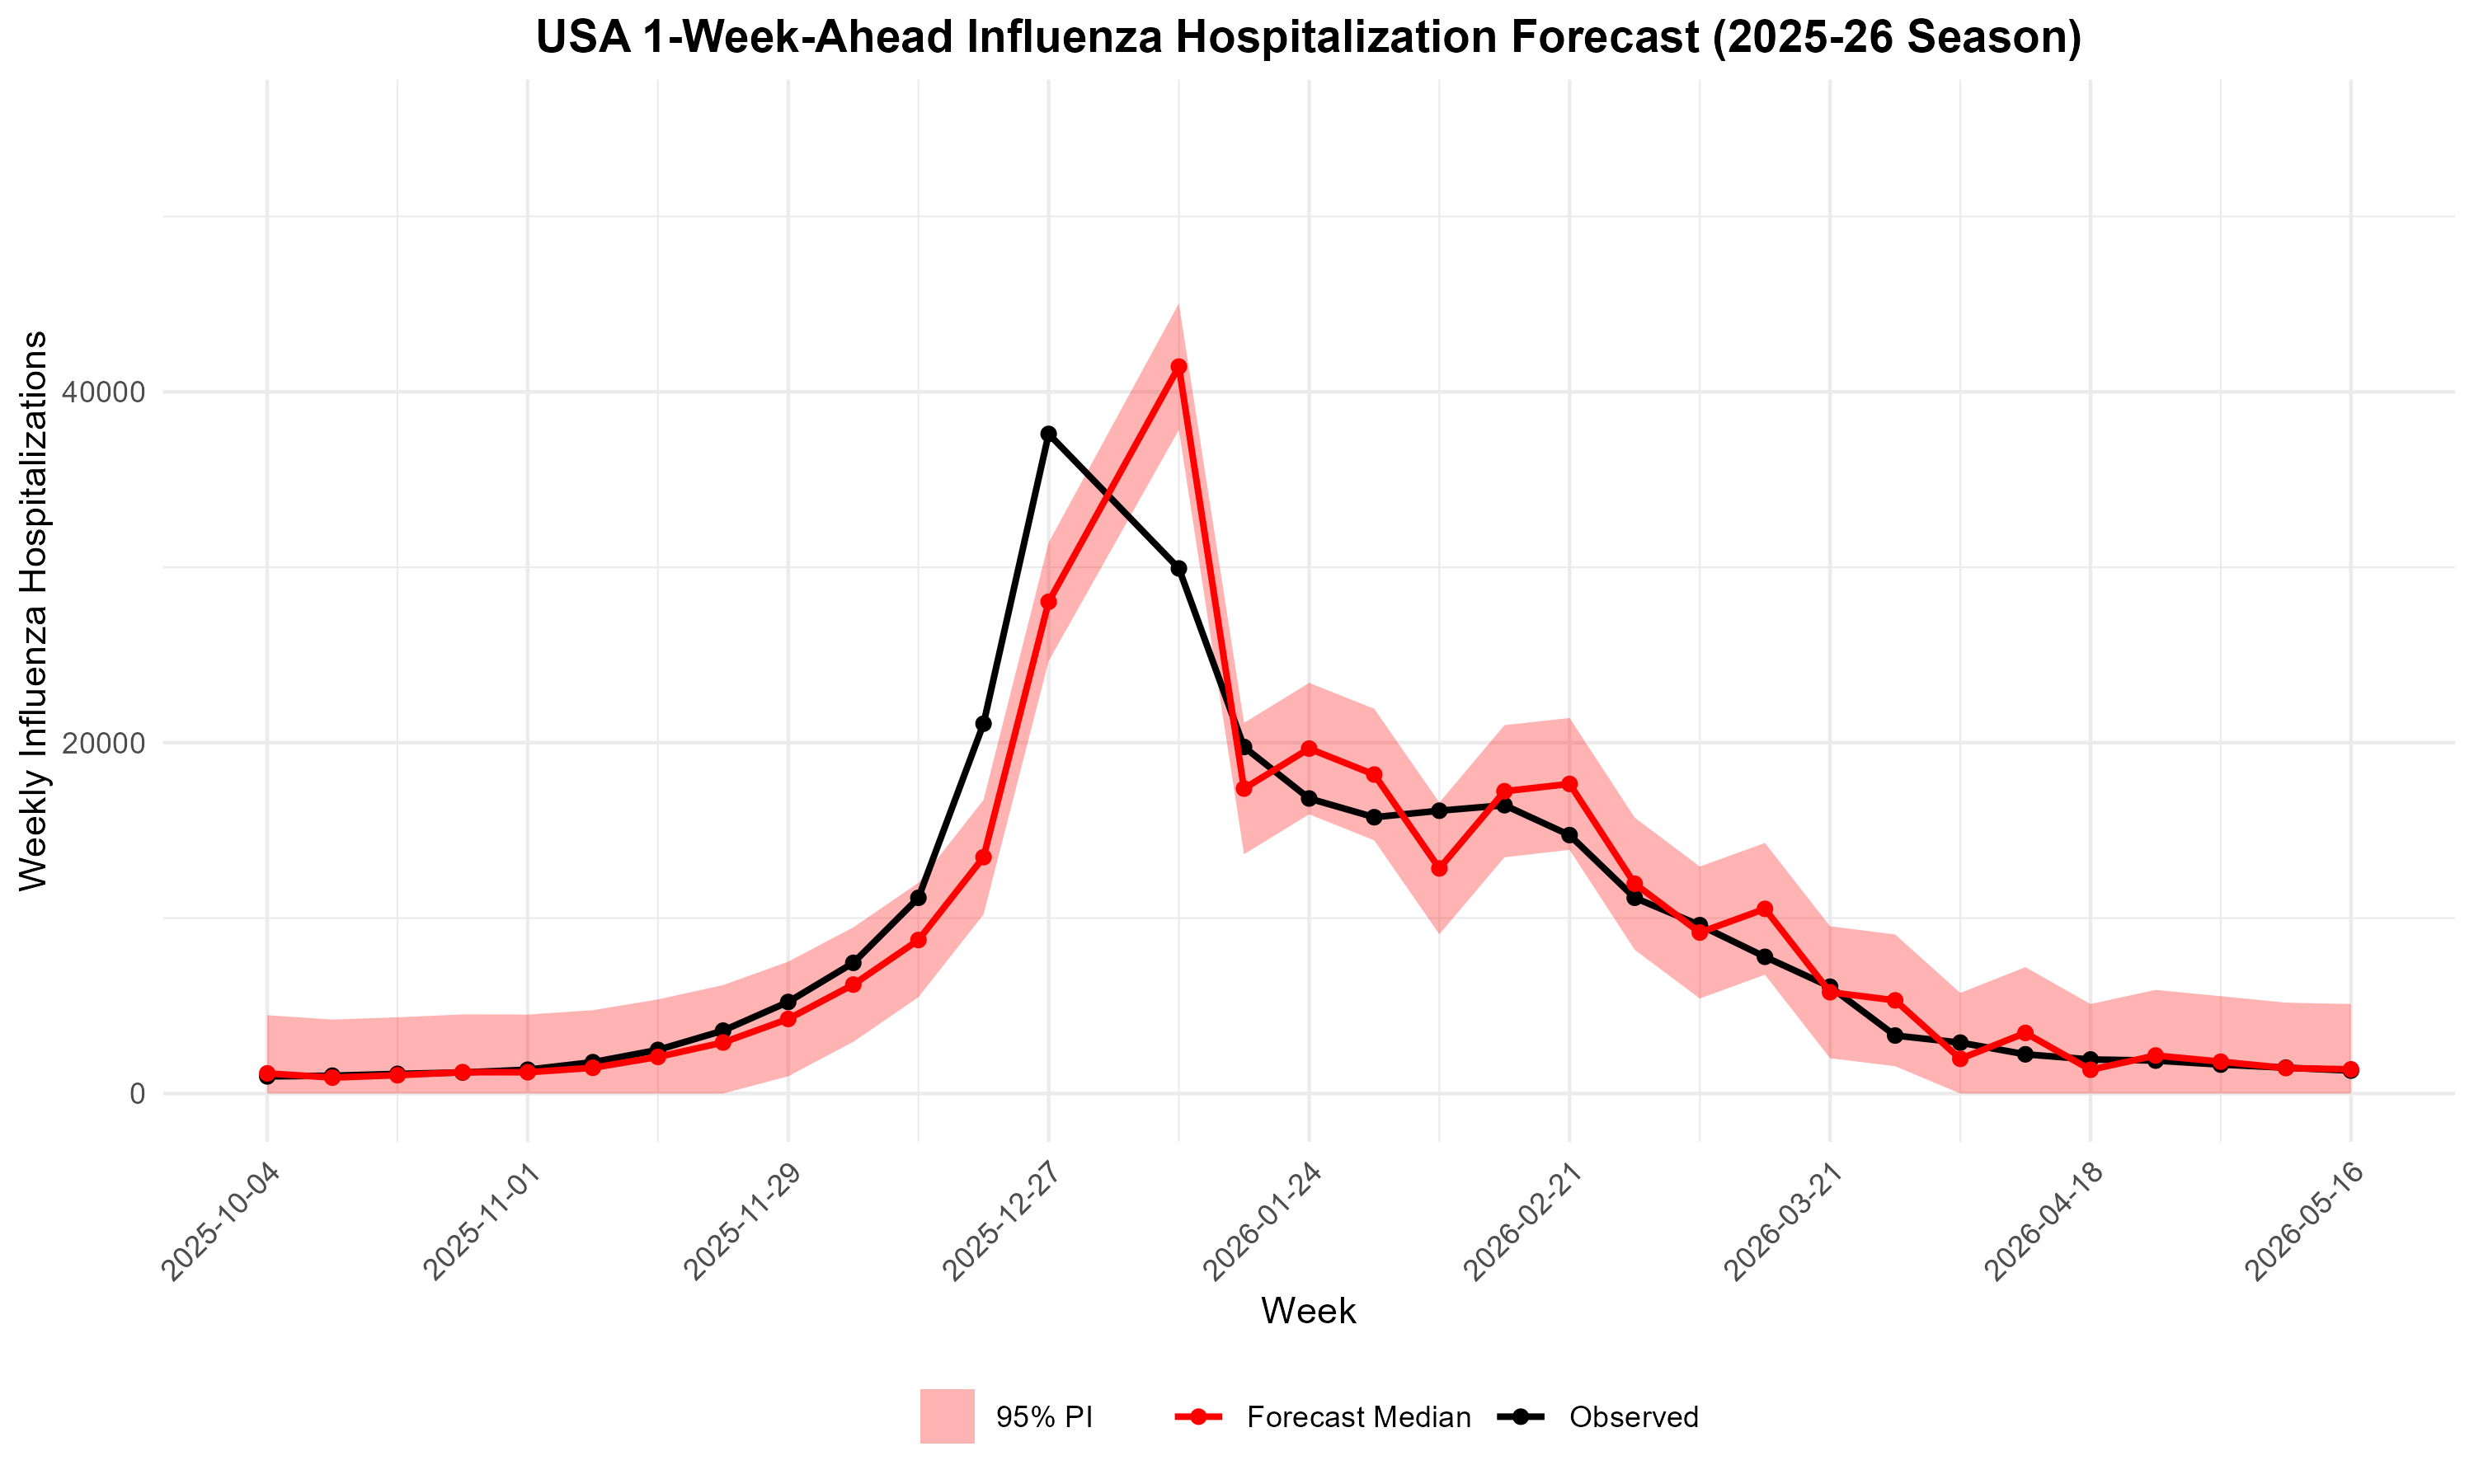 USA 1-Week-Ahead Influenza Hospitalization Forecast (2025-26 Season)
Weekly Influenza Hospitalizations
40000
20000
0
2025-10-04
2025-11-01
2025-11-29
2025-12-27
2026-01-24
2026-02-21
2026-03-21
2026-04-18
2026-05-16
Week
95% PI
Forecast Median
Observed